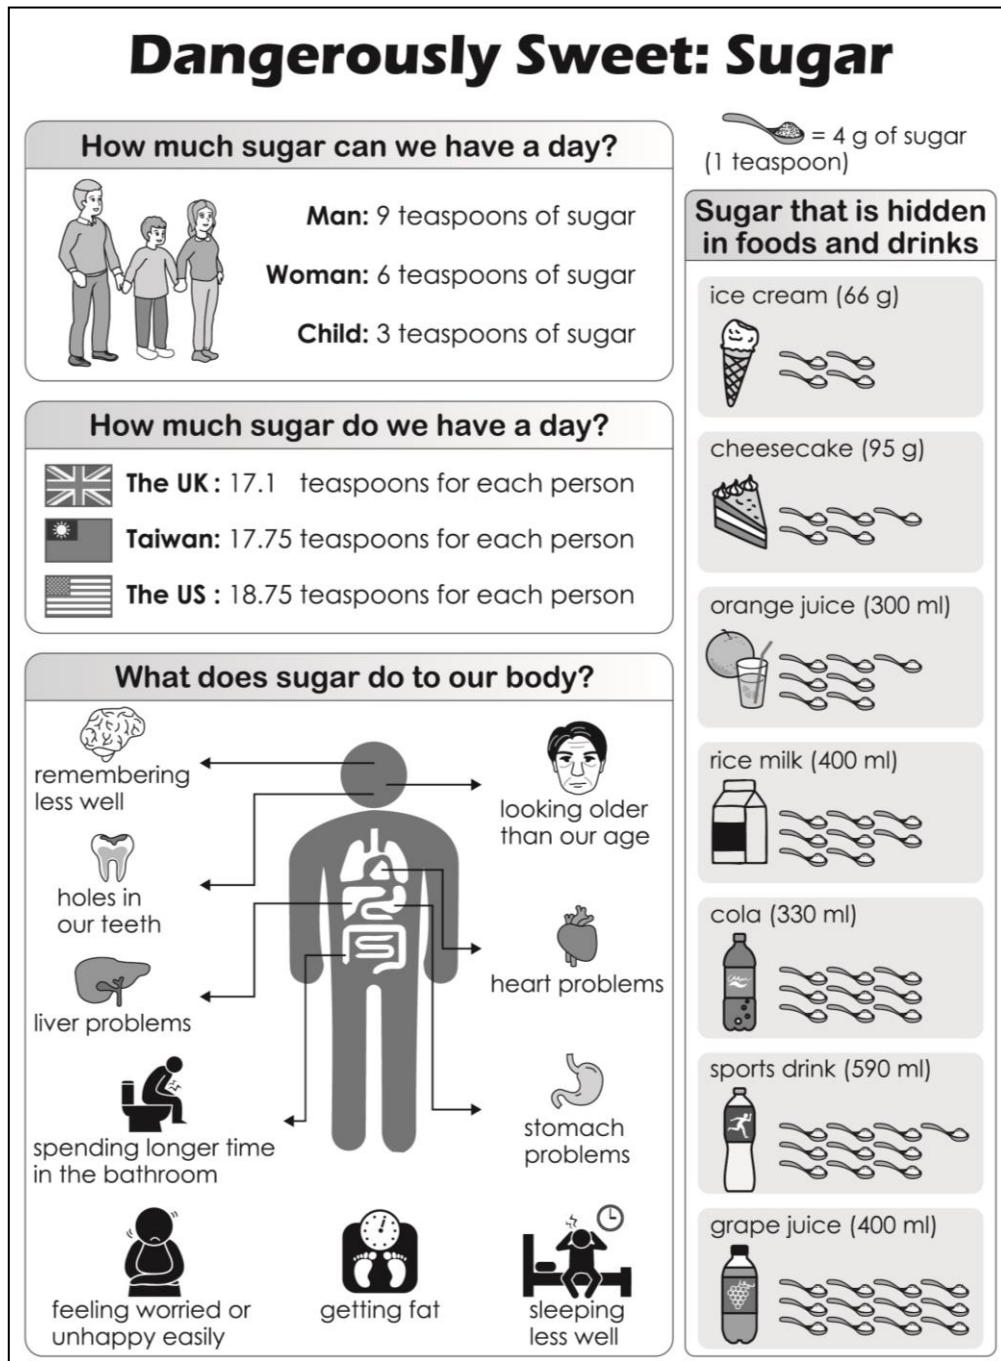 Dangerously Sweet: Sugar
How much sugar can we have a day?
Man: 9 teaspoons of sugar
Woman: 6 teaspoons of sugar
Child: 3 teaspoons of sugar
How much sugar do we have a day?
The UK : 17.1 teaspoons for each person
Taiwan: 17.75 teaspoons for each person
The US : 18.75 teaspoons for each person
What does sugar do to our body?
remembering
less well
looking older
than our age
holes in
our teeth
heart problems
liver problems
stomach
problems
spending longer time
in the bathroom
feeling worried or
unhappy easily
getting fat
sleeping
less well
= 4 g of sugar
(1 teaspoon)
Sugar that is hidden
in foods and drinks
ice cream (66 g)
cheesecake (95 g)
orange juice (300 ml)
rice milk (400 ml)
cola (330 ml)
sports drink (590 ml)
grape juice (400 ml)